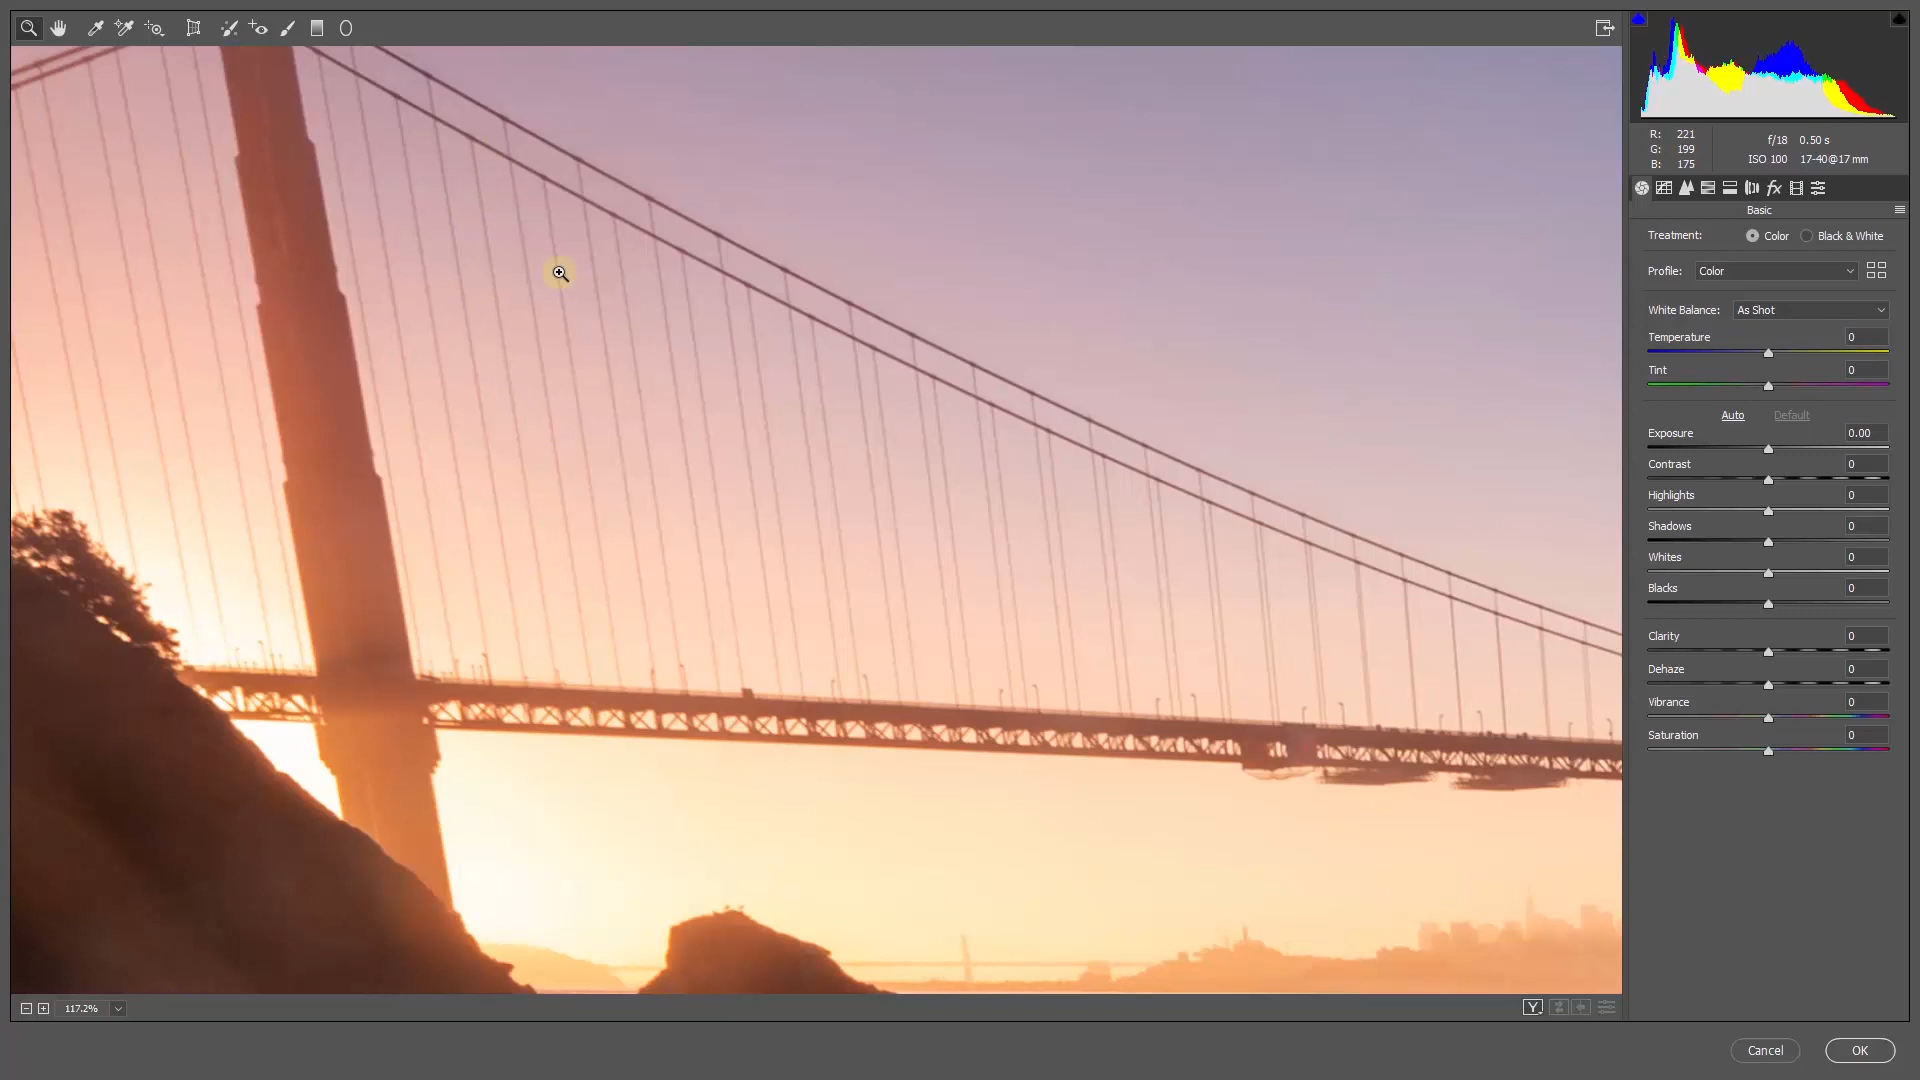 R: 221
G: 199
B: 175
f/18 0.50 s
ISO 100 17-40@17 mm
fx
Basic
Treatment: Color Black & White
Profile: Color
White Balance: As Shot
Temperature 0
Tint 0
Auto Default
Exposure 0.00
Contrast 0
Highlights 0
Shadows 0
Whites 0
Blacks 0
Clarity 0
Dehaze 0
Vibrance 0
Saturation 0
117.2%
Y
Cancel OK